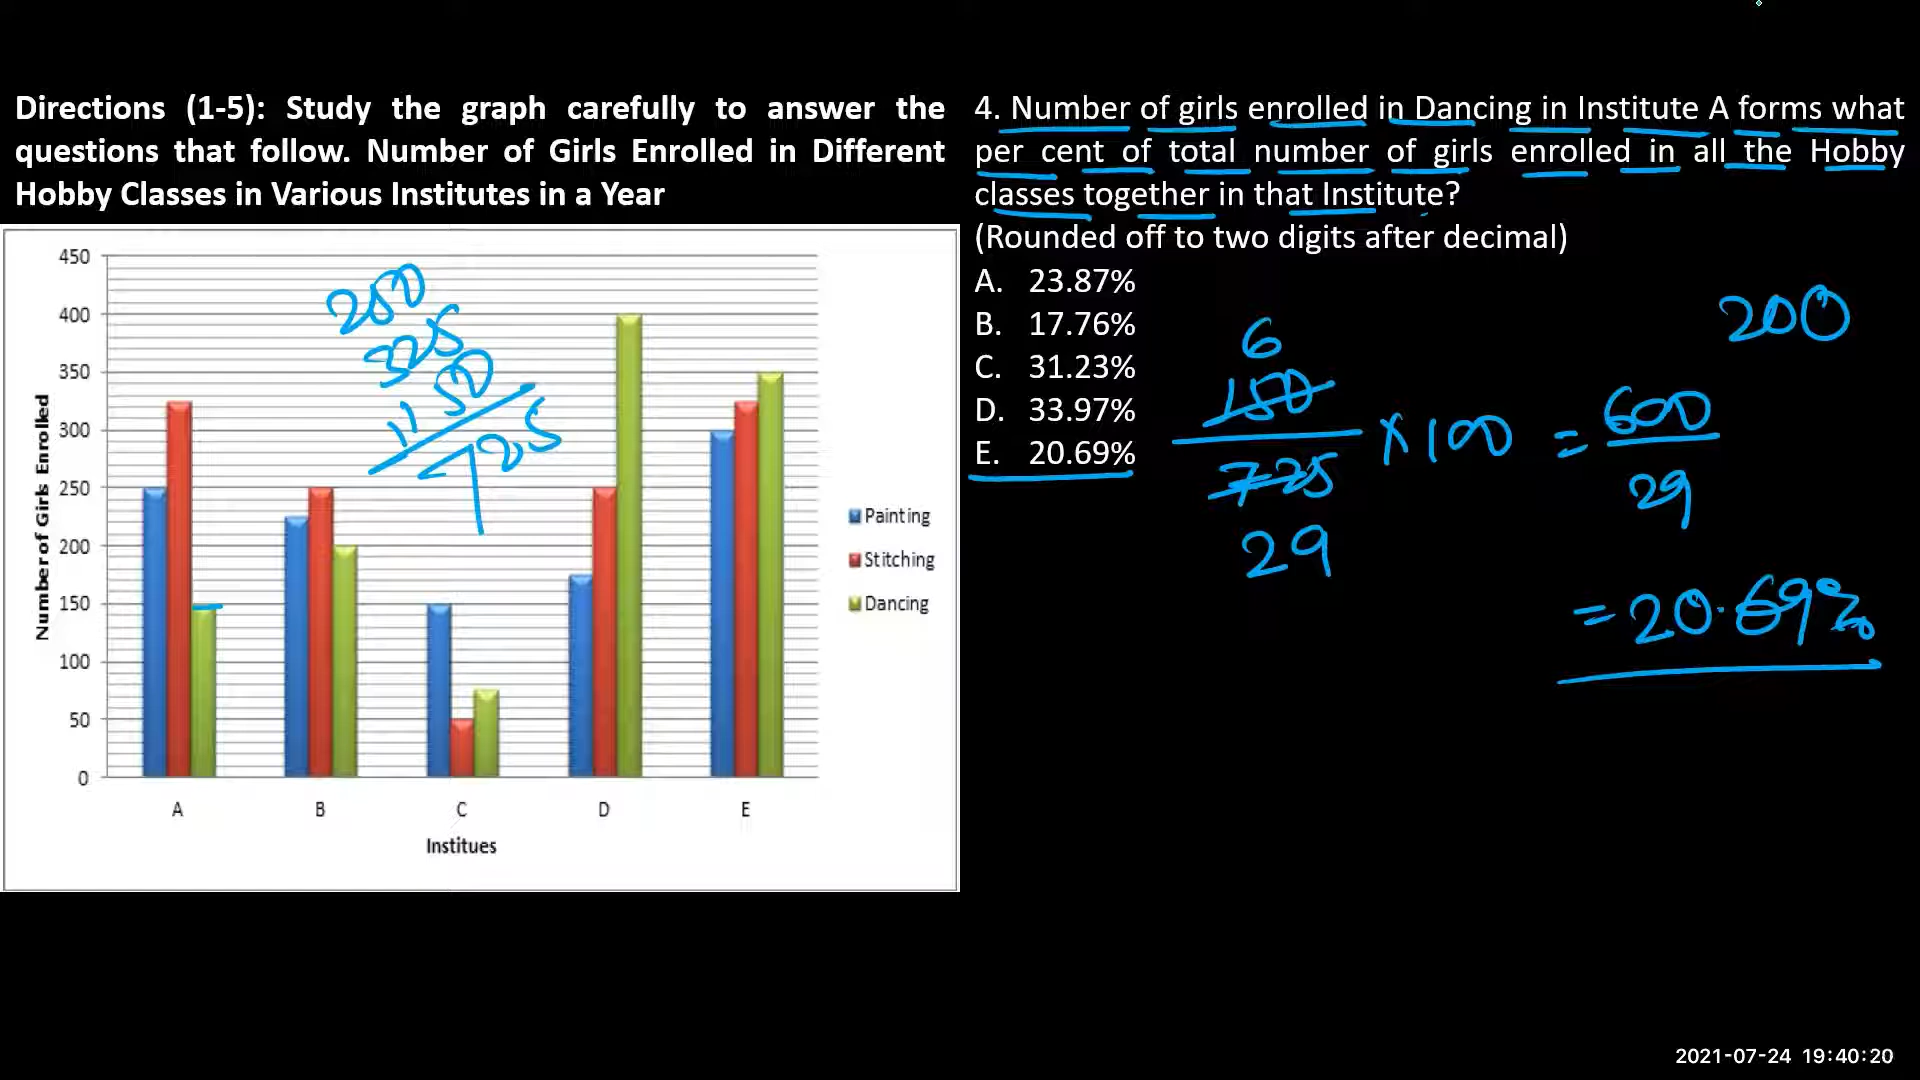 Directions (1-5): Study the graph carefully to answer the
questions that follow. Number of Girls Enrolled in Different
Hobby Classes in Various Institutes in a Year
450
400
350
300
250
200
150
100
50
0
Number of Girls Enrolled
A
B
C
D
E
Institues
Painting
Stitching
Dancing
250
325
150
725
4. Number of girls enrolled in Dancing in Institute A forms what
per cent of total number of girls enrolled in all the Hobby
classes together in that Institute?
(Rounded off to two digits after decimal)
A. 23.87%
B. 17.76%
C. 31.23%
D. 33.97%
E. 20.69%
200
6
150
725
29
×100
= 600
29
= 20.69%
2021-07-24 19:40:20